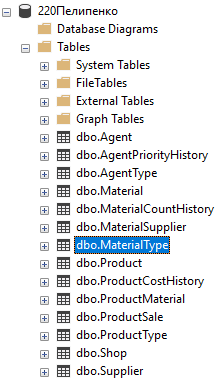 220Пелипенко
Database Diagrams
Tables
System Tables
FileTables
External Tables
Graph Tables
dbo.Agent
dbo.AgentPriorityHistory
dbo.AgentType
dbo.Material
dbo.MaterialCountHistory
dbo.MaterialSupplier
dbo.MaterialType
dbo.Product
dbo.ProductCostHistory
dbo.ProductMaterial
dbo.ProductSale
dbo.ProductType
dbo.Shop
dbo.Supplier